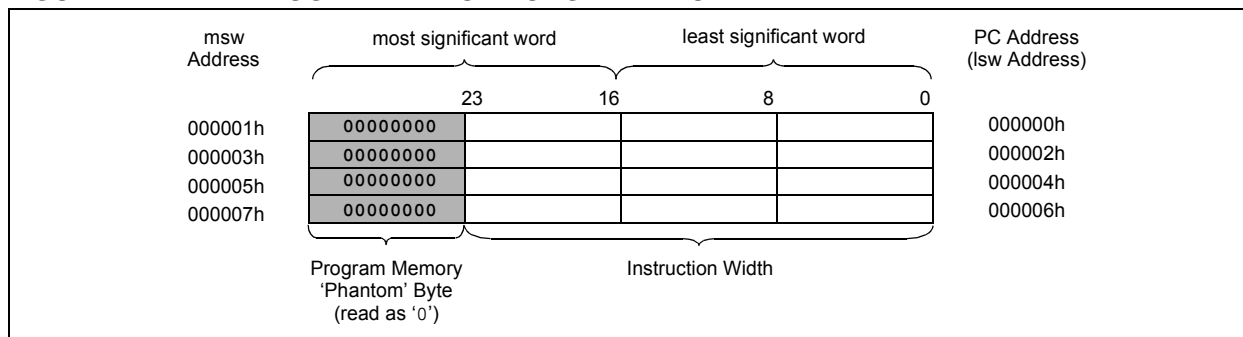 msw most significant word least significant word PC Address
Address (lsw Address)
23 16 8 0
000001h 00000000 000000h
000003h 00000000 000002h
000005h 00000000 000004h
000007h 00000000 000006h
Program Memory Instruction Width
‘Phantom’ Byte
(read as ‘0’)